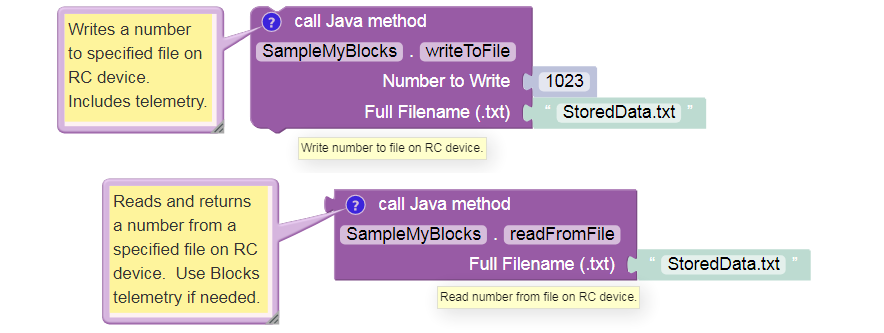 Writes a number
to specified file on
RC device.
Includes telemetry.
? call Java method
SampleMyBlocks . writeToFile
Number to Write 1023
Full Filename (.txt) “ StoredData.txt ”
Write number to file on RC device.
Reads and returns
a number from a
specified file on RC
device.  Use Blocks
telemetry if needed.
? call Java method
SampleMyBlocks . readFromFile
Full Filename (.txt) “ StoredData.txt ”
Read number from file on RC device.